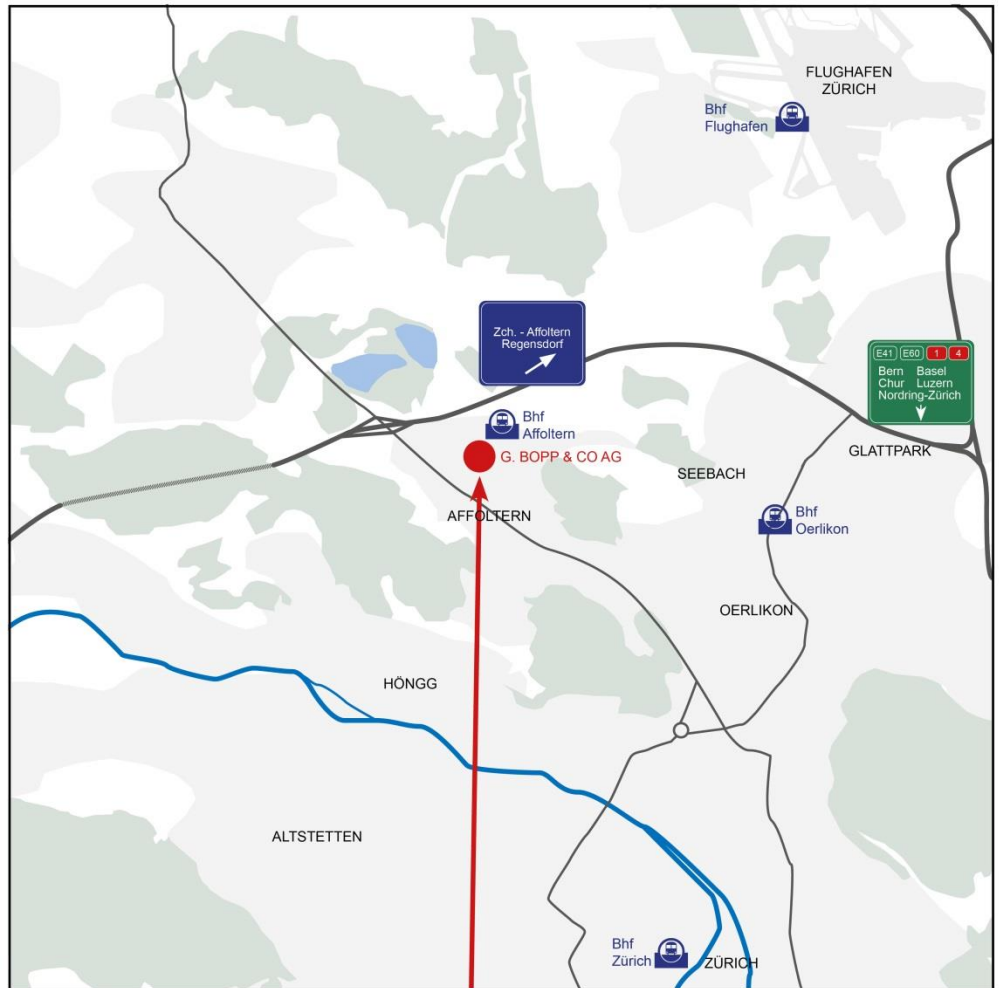 FLUGHAFEN
ZÜRICH
Bhf
Flughafen
Zch. - Affoltern
Regensdorf
E41 E60 1 4
Bern Basel
Chur Luzern
Nordring-Zürich
Bhf
Affoltern
G. BOPP & CO AG
GLATTPARK
SEEBACH
AFFOLTERN
Bhf
Oerlikon
OERLIKON
HÖNGG
ALTSTETTEN
Bhf
Zürich
ZÜRICH